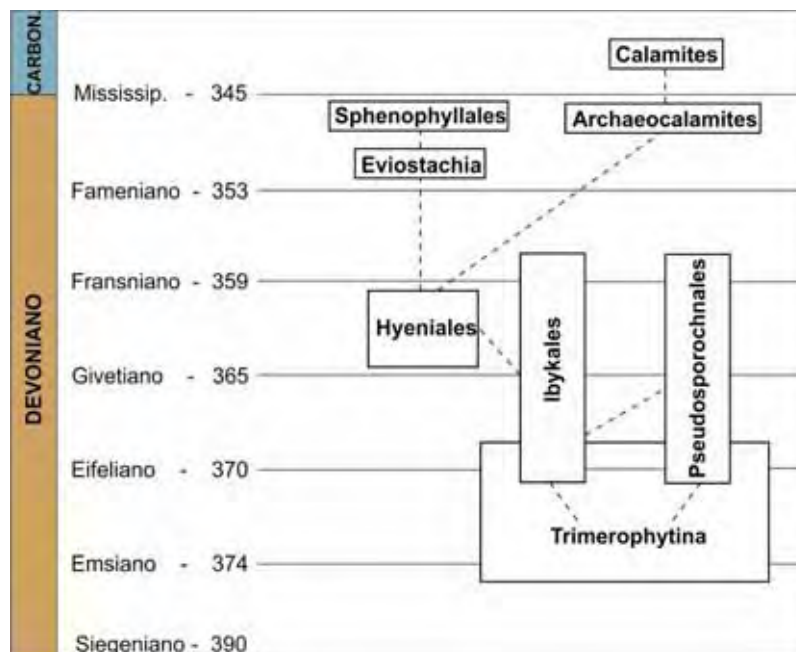 CARBON.
Calamites
Mississip. - 345
Sphenophyllales
Archaeocalamites
Eviostachia
Fameniano - 353
Fransniano - 359
Hyeniales
Ibykales
Pseudosporochnales
DEVONIANO
Givetiano - 365
Eifeliano - 370
Trimerophytina
Emsiano - 374
Siegeniano - 390